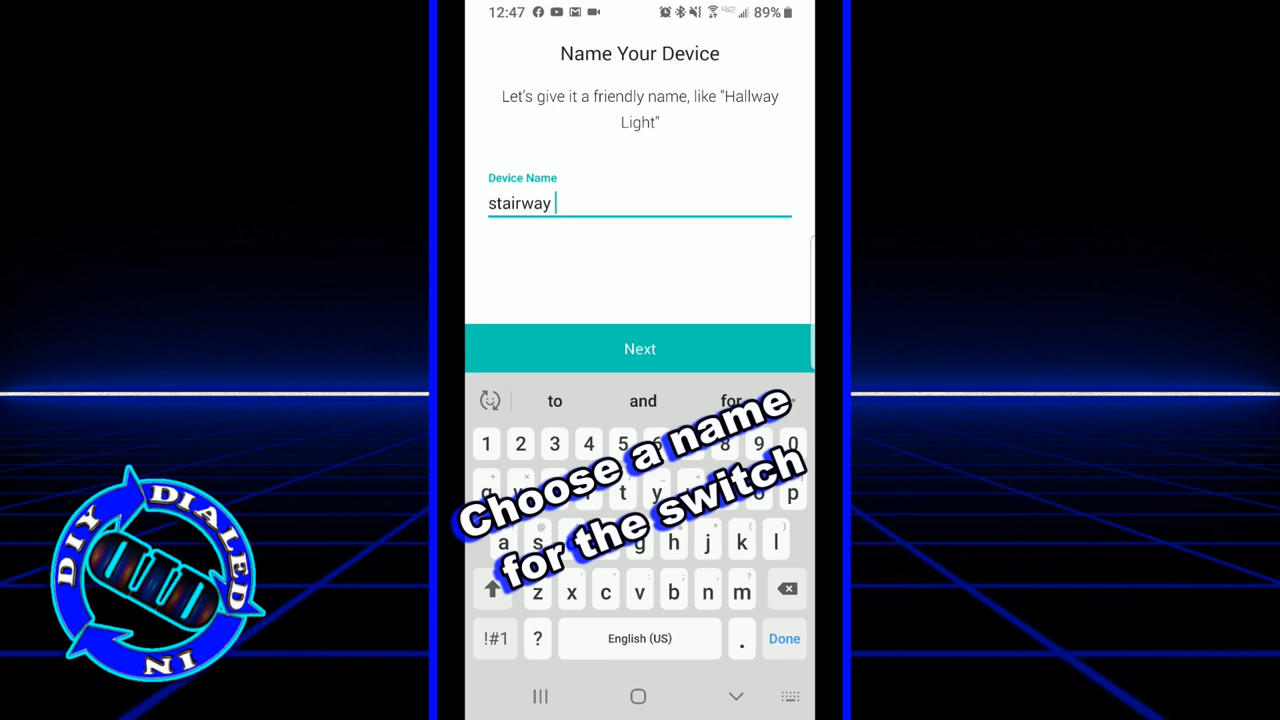 12:47 89%
Name Your Device
Let's give it a friendly name, like "Hallway
Light"
Device Name
stairway
Next
to and for
1 2 3 4 5 8 9 0
t y p
a s g h j k l
z x c v b n m
!#1 ? English (US) . Done
Choose a name
for the switch
DIY DIALED IN